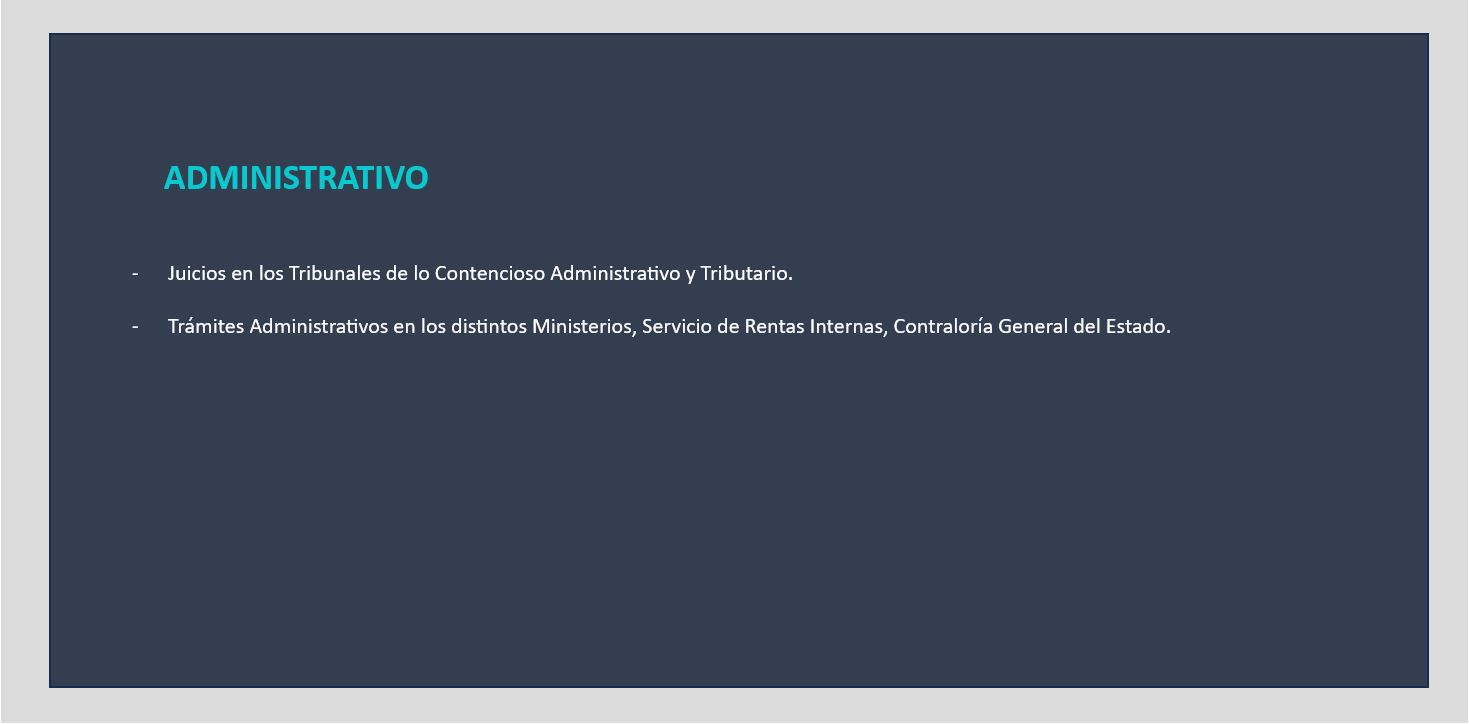 ADMINISTRATIVO
- Juicios en los Tribunales de lo Contencioso Administrativo y Tributario.
- Trámites Administrativos en los distintos Ministerios, Servicio de Rentas Internas, Contraloría General del Estado.